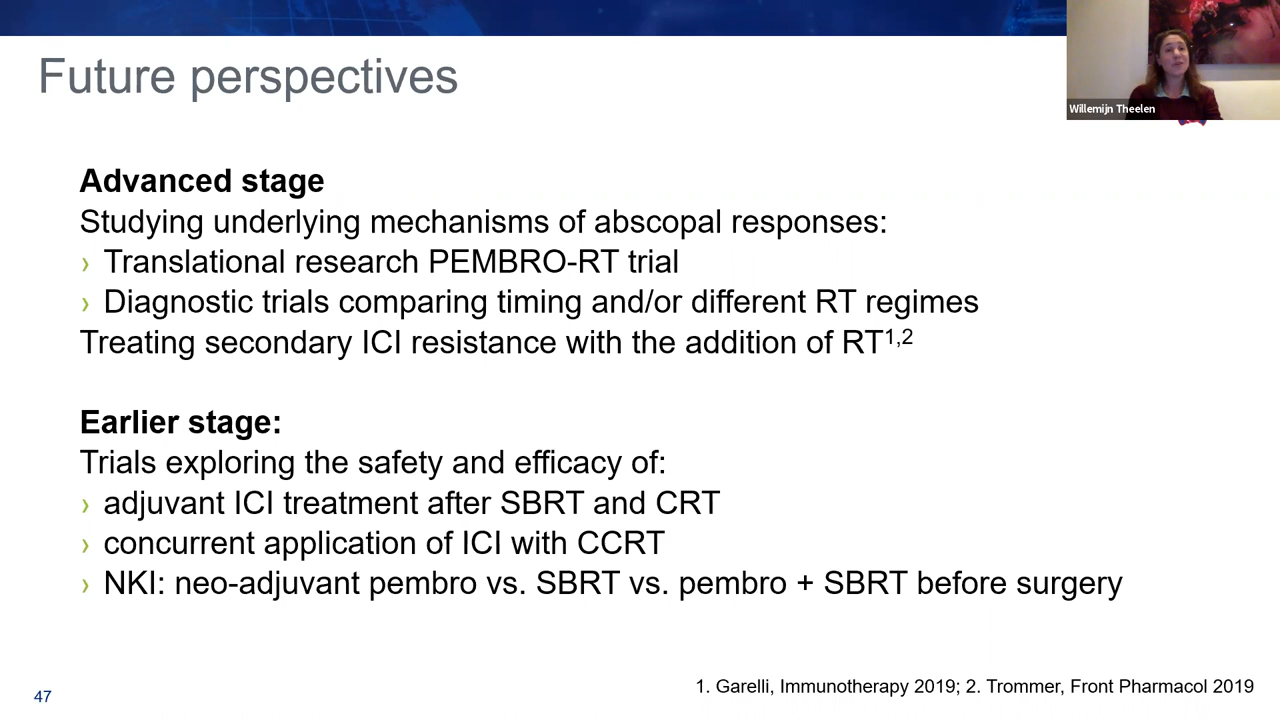 Future perspectives
Willemijn Theelen
Advanced stage
Studying underlying mechanisms of abscopal responses:
› Translational research PEMBRO-RT trial
› Diagnostic trials comparing timing and/or different RT regimes
Treating secondary ICI resistance with the addition of RT1,2
Earlier stage:
Trials exploring the safety and efficacy of:
› adjuvant ICI treatment after SBRT and CRT
› concurrent application of ICI with CCRT
› NKI: neo-adjuvant pembro vs. SBRT vs. pembro + SBRT before surgery
1. Garelli, Immunotherapy 2019; 2. Trommer, Front Pharmacol 2019
47